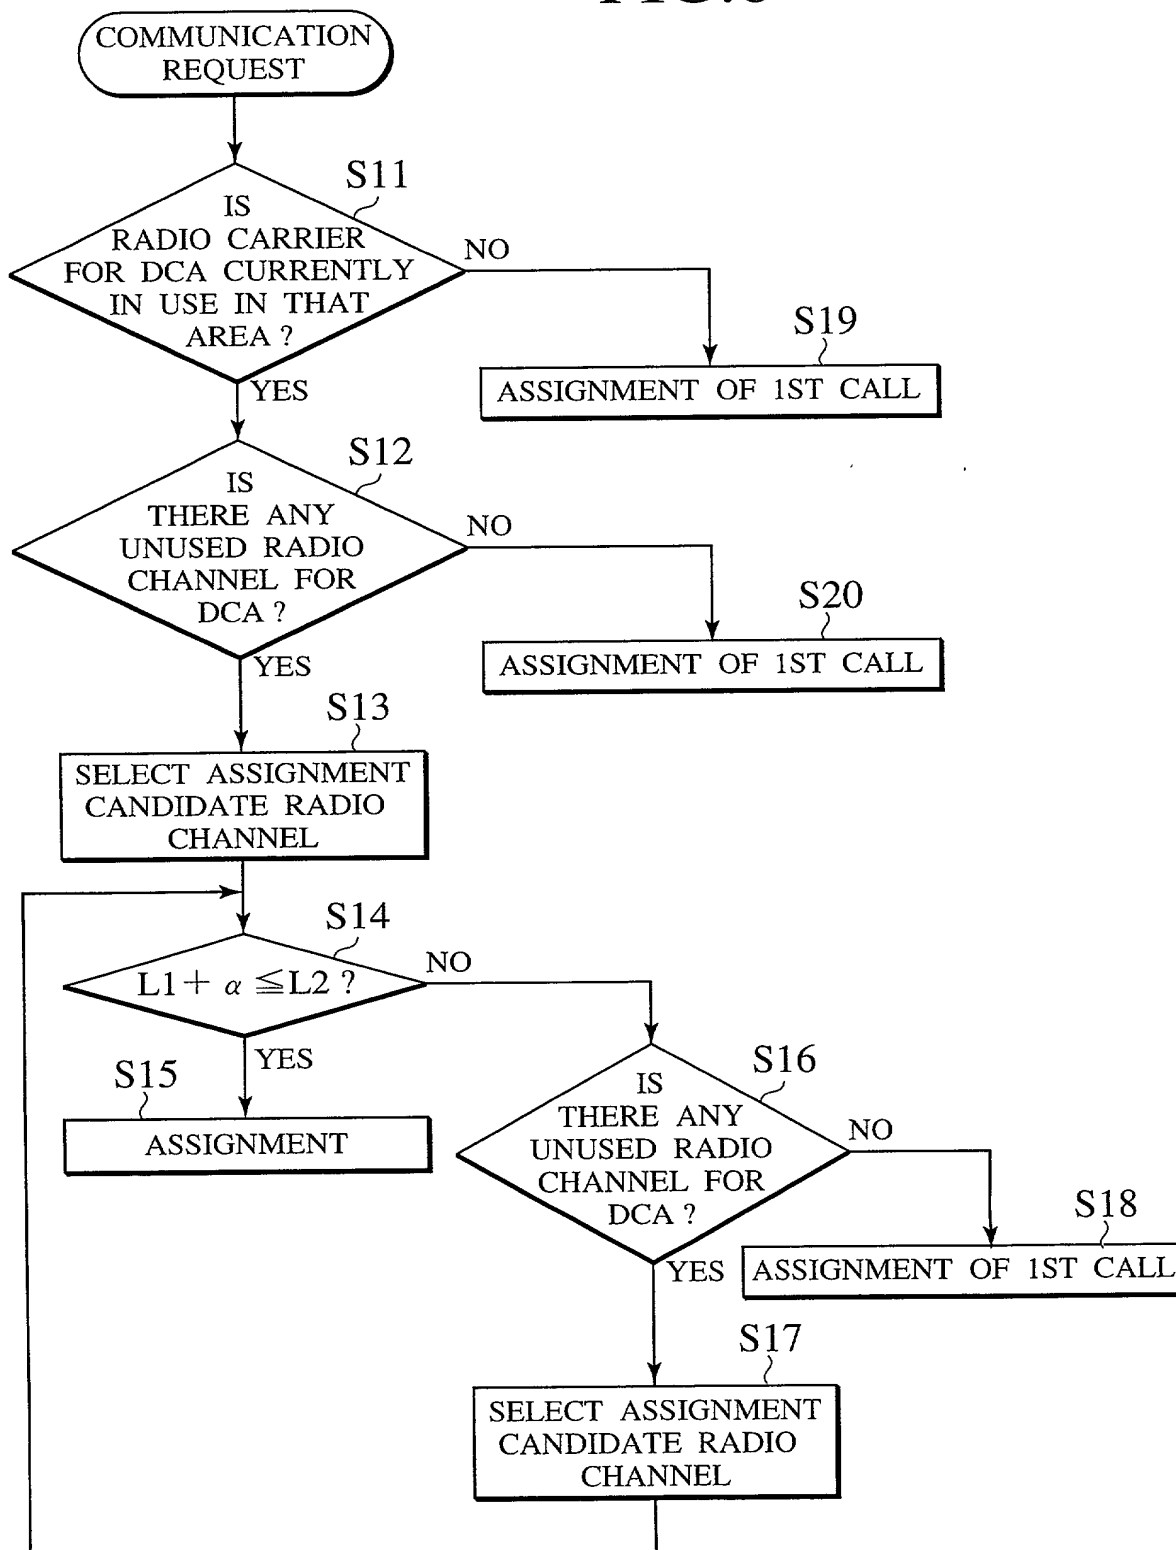 COMMUNICATION
REQUEST
S11
IS
RADIO CARRIER
FOR DCA CURRENTLY
IN USE IN THAT
AREA ?
NO
YES
S19
ASSIGNMENT OF 1ST CALL
S12
IS
THERE ANY
UNUSED RADIO
CHANNEL FOR
DCA ?
NO
YES
S20
ASSIGNMENT OF 1ST CALL
S13
SELECT ASSIGNMENT
CANDIDATE RADIO
CHANNEL
S14
L1+ α ≦L2 ?
NO
YES
S15
ASSIGNMENT
S16
IS
THERE ANY
UNUSED RADIO
CHANNEL FOR
DCA ?
NO
YES
S18
ASSIGNMENT OF 1ST CALL
S17
SELECT ASSIGNMENT
CANDIDATE RADIO
CHANNEL